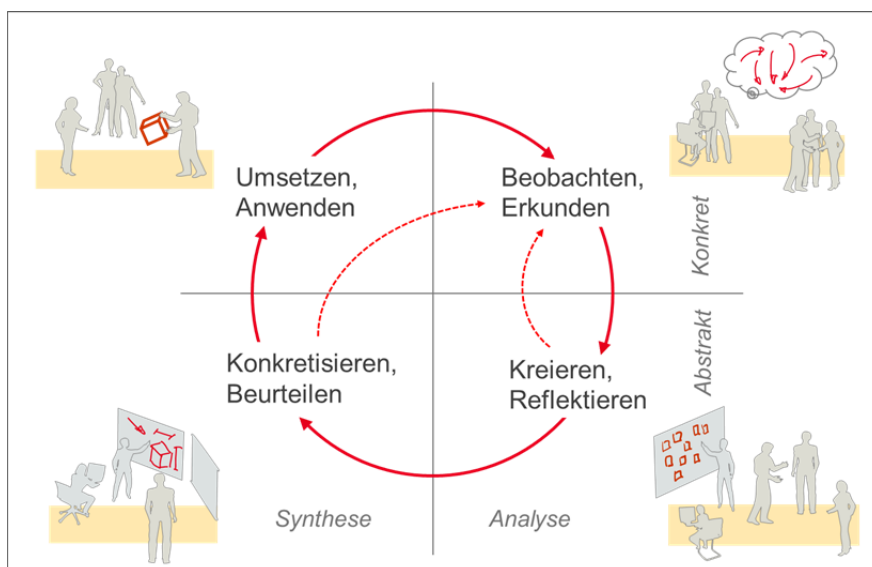 Umsetzen,
Anwenden
Beobachten,
Erkunden
Konkret
Konkretisieren,
Beurteilen
Kreieren,
Reflektieren
Abstrakt
Synthese
Analyse